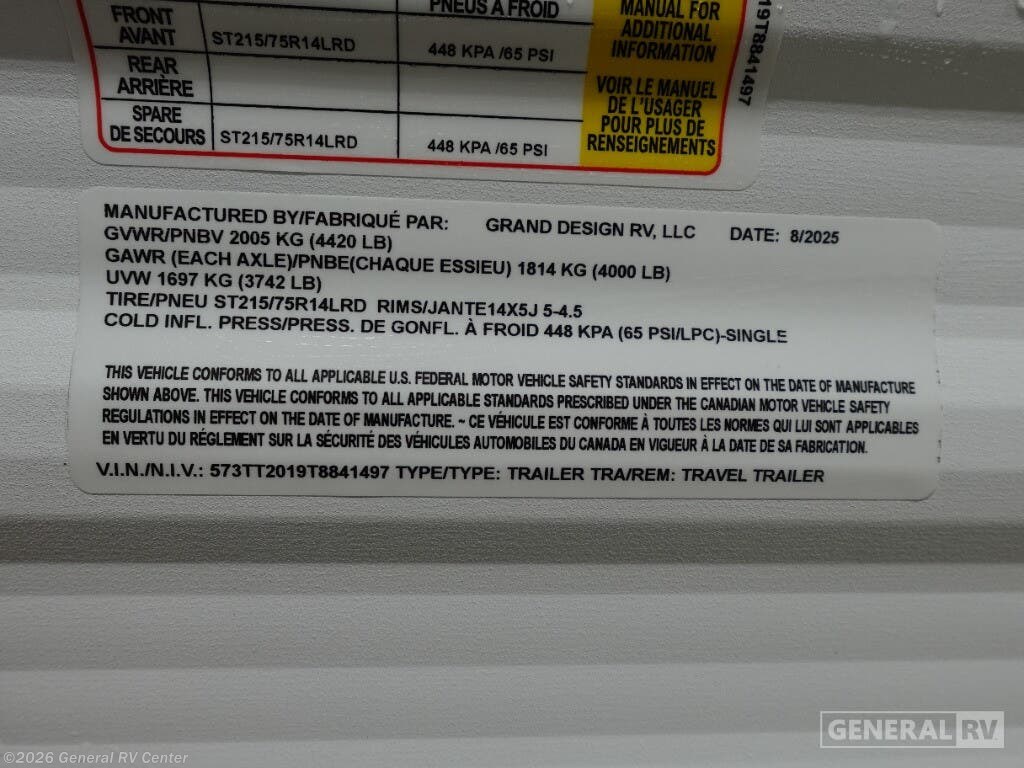 PNEUS À FROID
MANUAL FOR
ADDITIONAL
INFORMATION
FRONT
AVANT
ST215/75R14LRD
448 KPA /65 PSI
REAR
ARRIÈRE
VOIR LE MANUEL
DE L'USAGER
POUR PLUS DE
RENSEIGNEMENTS
SPARE
DE SECOURS
ST215/75R14LRD
448 KPA /65 PSI
19T8841497
MANUFACTURED BY/FABRIQUÉ PAR: GRAND DESIGN RV, LLC DATE: 8/2025
GVWR/PNBV 2005 KG (4420 LB)
GAWR (EACH AXLE)/PNBE(CHAQUE ESSIEU) 1814 KG (4000 LB)
UVW 1697 KG (3742 LB)
TIRE/PNEU ST215/75R14LRD RIMS/JANTE14X5J 5-4.5
COLD INFL. PRESS/PRESS. DE GONFL. À FROID 448 KPA (65 PSI/LPC)-SINGLE
THIS VEHICLE CONFORMS TO ALL APPLICABLE U.S. FEDERAL MOTOR VEHICLE SAFETY STANDARDS IN EFFECT ON THE DATE OF MANUFACTURE
SHOWN ABOVE. THIS VEHICLE CONFORMS TO ALL APPLICABLE STANDARDS PRESCRIBED UNDER THE CANADIAN MOTOR VEHICLE SAFETY
REGULATIONS IN EFFECT ON THE DATE OF MANUFACTURE. ~ CE VÉHICULE EST CONFORME À TOUTES LES NORMES QUI LUI SONT APPLICABLES
EN VERTU DU RÉGLEMENT SUR LA SÉCURITÉ DES VÉHICULES AUTOMOBILES DU CANADA EN VIGUEUR À LA DATE DE SA FABRICATION.
V.I.N./N.I.V.: 573TT2019T8841497 TYPE/TYPE: TRAILER TRA/REM: TRAVEL TRAILER
GENERAL RV
©2026 General RV Center